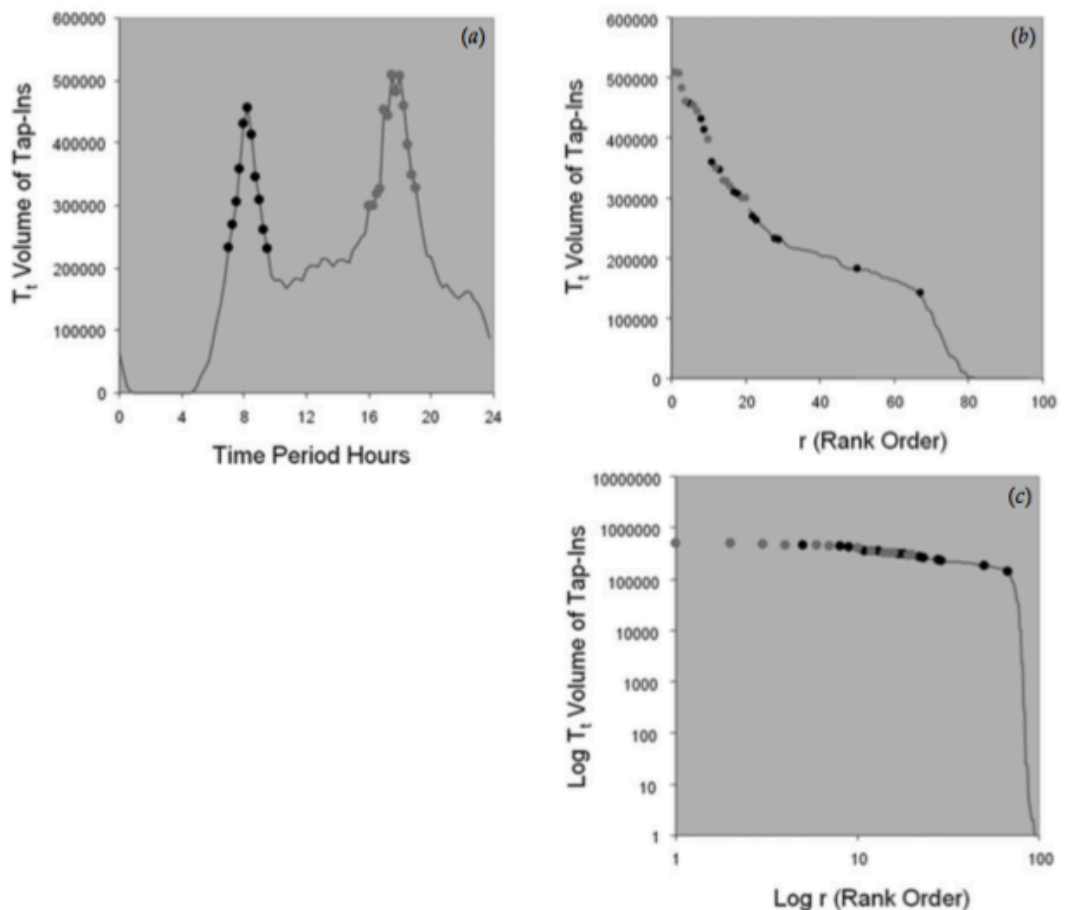 (a)
600000
500000
400000
300000
200000
100000
0
T_t Volume of Tap-Ins
0 4 8 12 16 20 24
Time Period Hours
(b)
600000
500000
400000
300000
200000
100000
0
T_t Volume of Tap-Ins
0 20 40 60 80 100
r (Rank Order)
(c)
10000000
1000000
100000
10000
1000
100
10
1
Log T_t Volume of Tap-Ins
1 10 100
Log r (Rank Order)